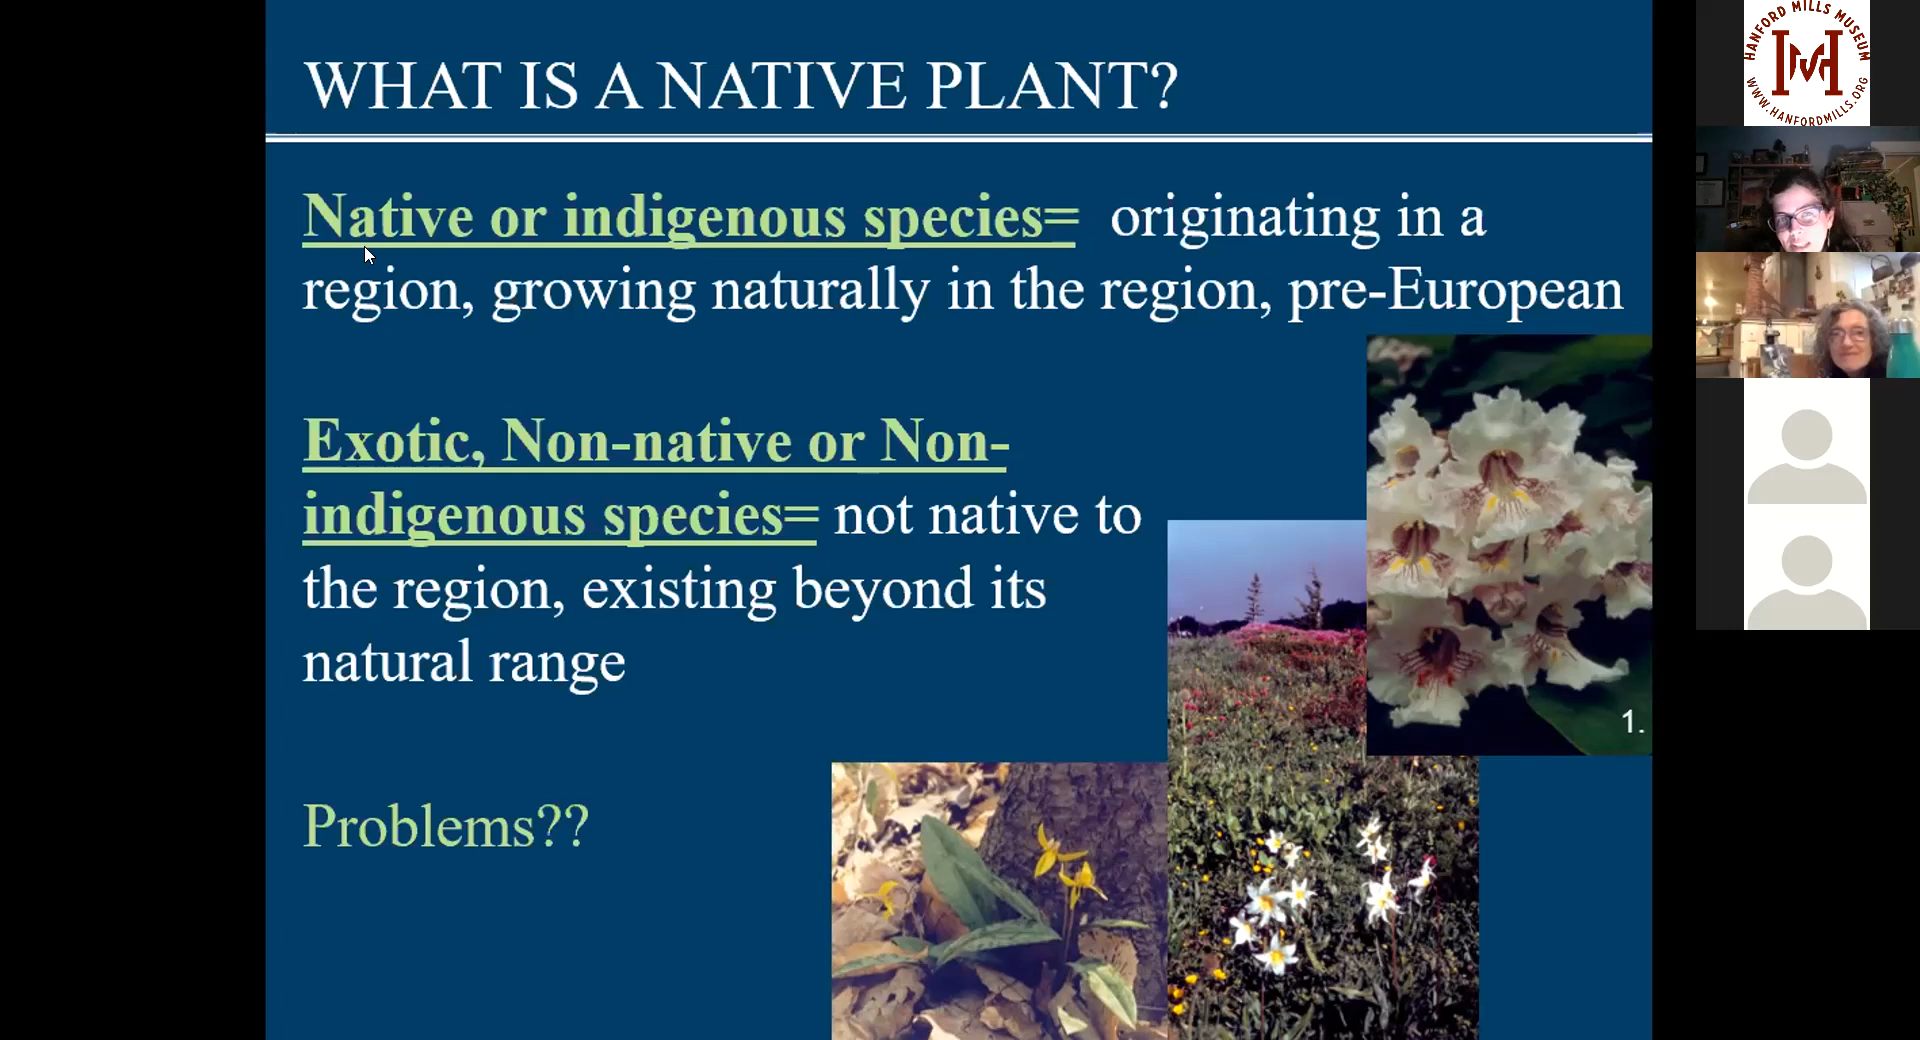 WHAT IS A NATIVE PLANT?
Native or indigenous species= originating in a
region, growing naturally in the region, pre-European
Exotic, Non-native or Non-
indigenous species= not native to
the region, existing beyond its
natural range
Problems??
1.
HANFORD MILLS MUSEUM
HM
WWW.HANFORDMILLS.ORG